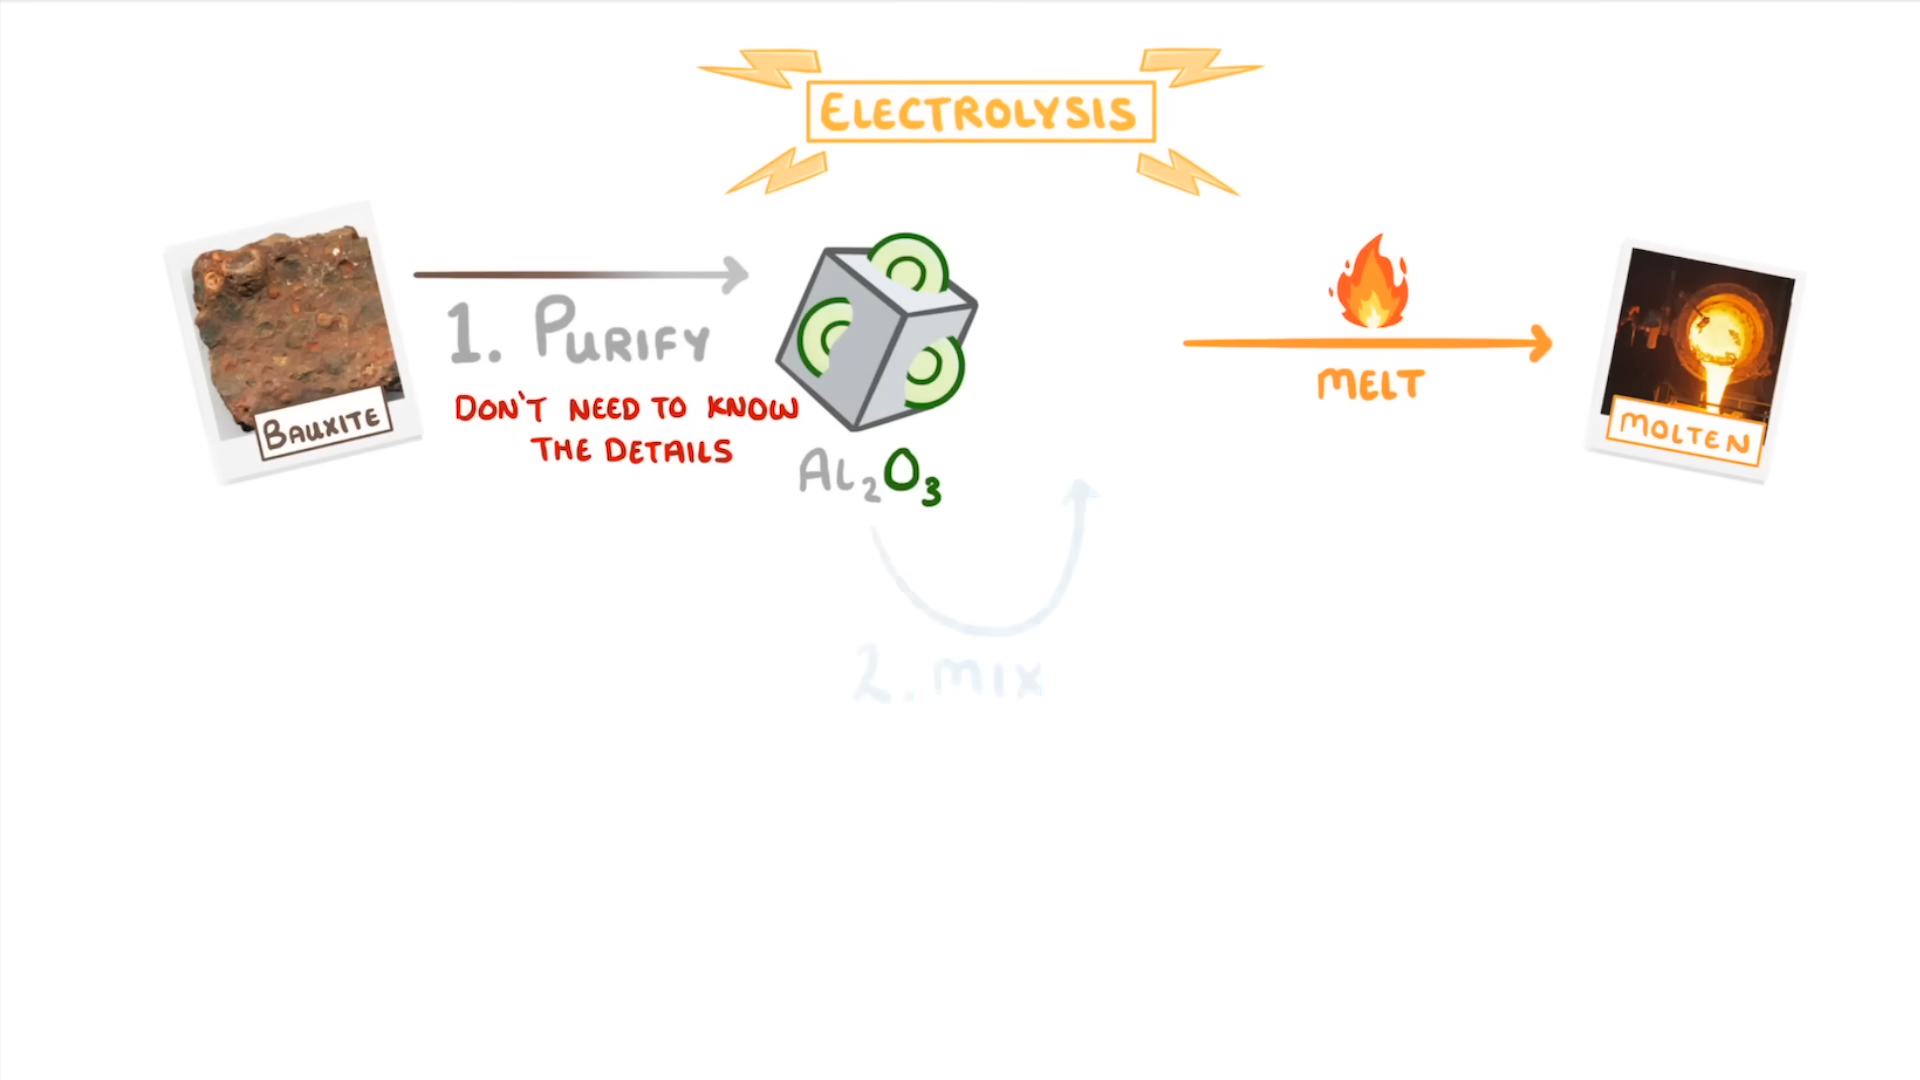 ELECTROLYSIS
1. PURIFY
DON'T NEED TO KNOW
THE DETAILS
BAUXITE
Al₂O₃
MELT
MOLTEN
2. MIX